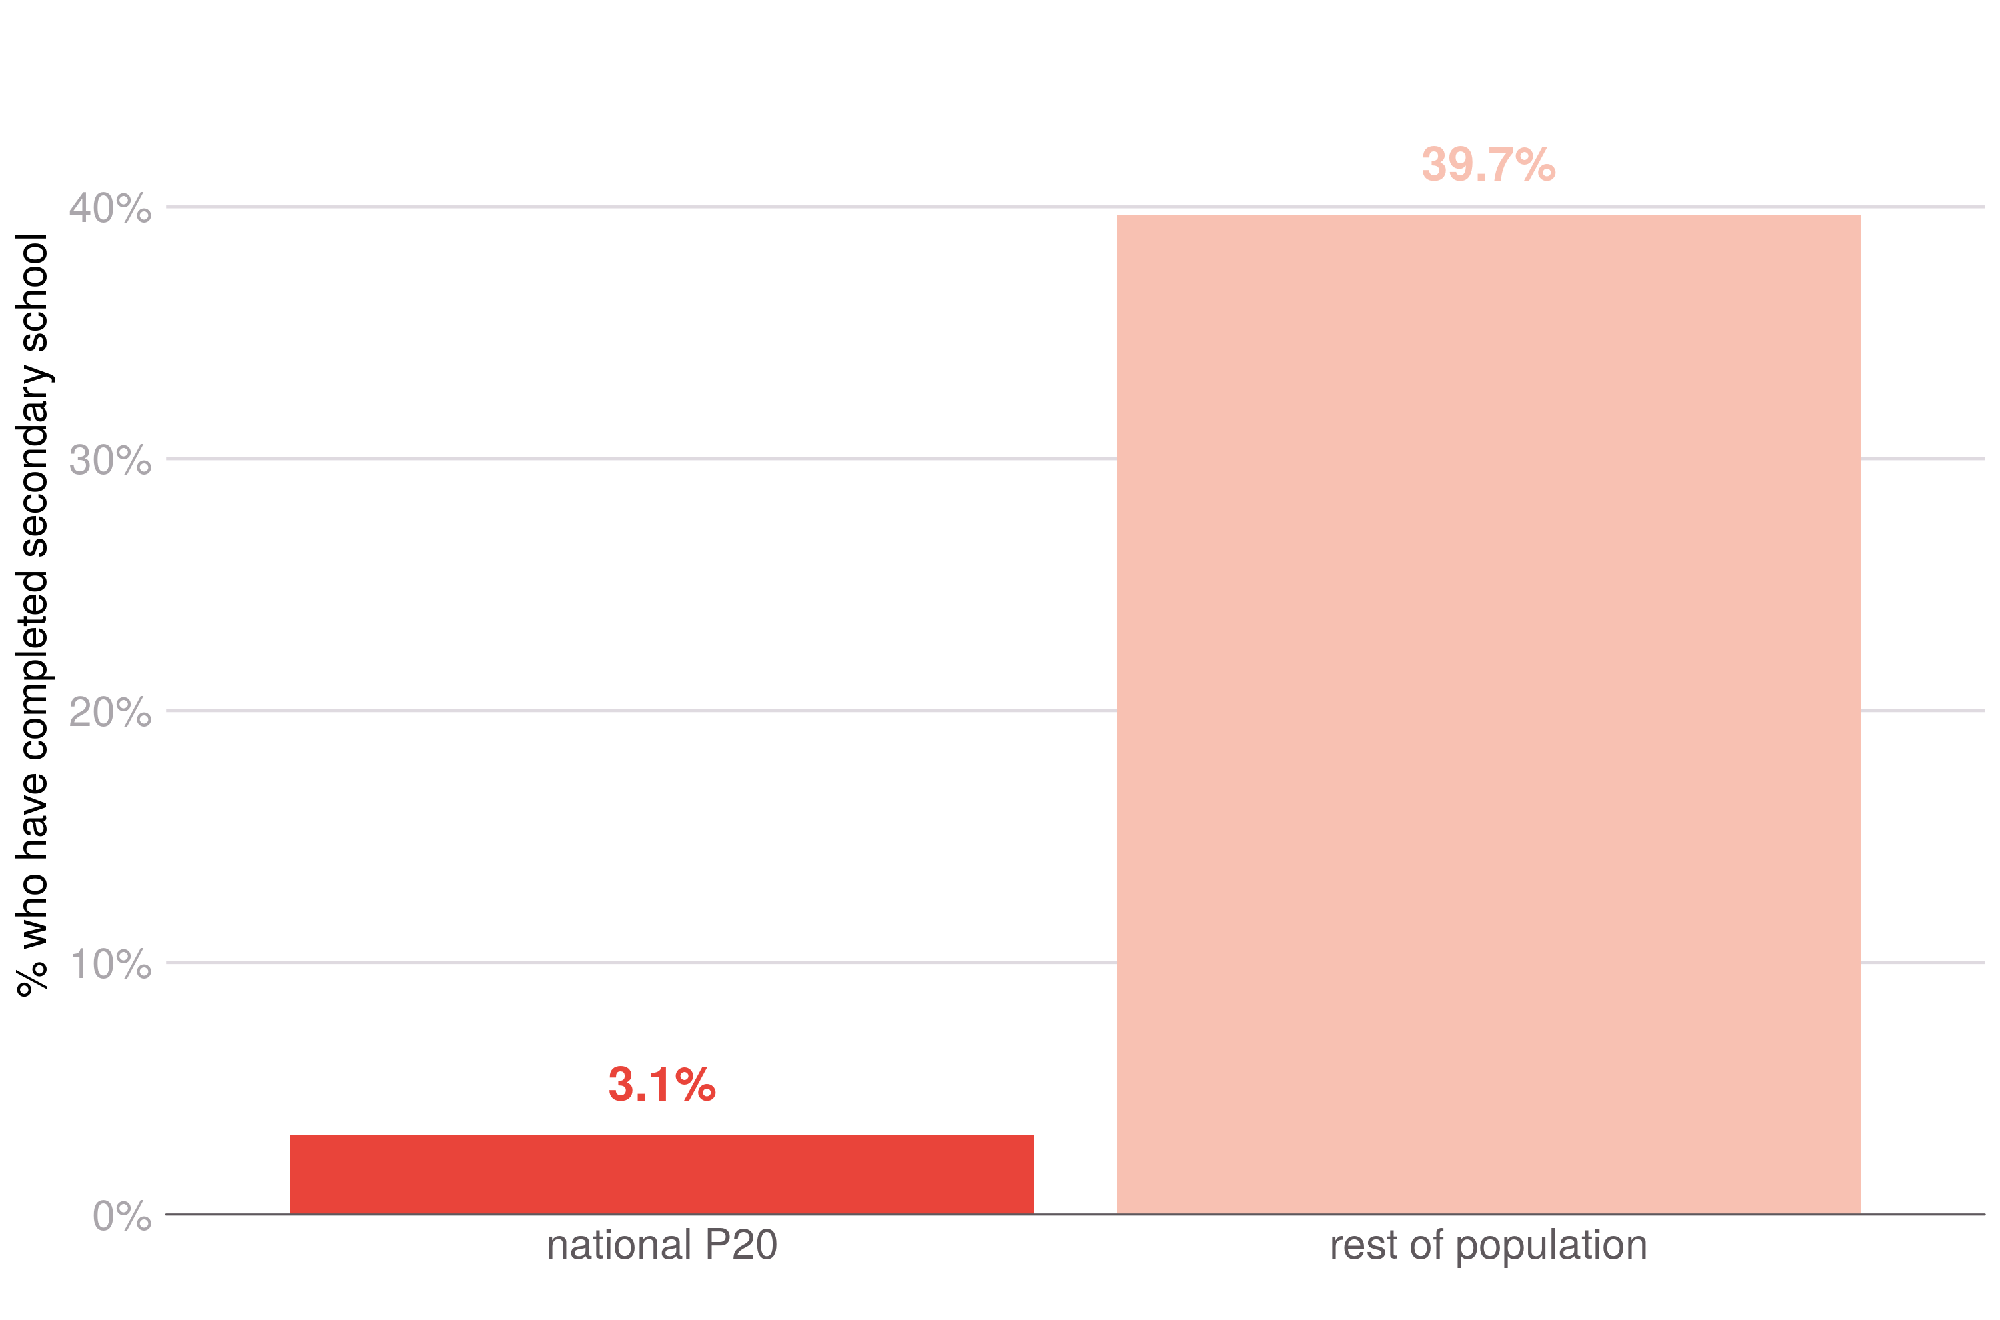 % who have completed secondary school
40%
30%
20%
10%
0%
39.7%
3.1%
national P20
rest of population